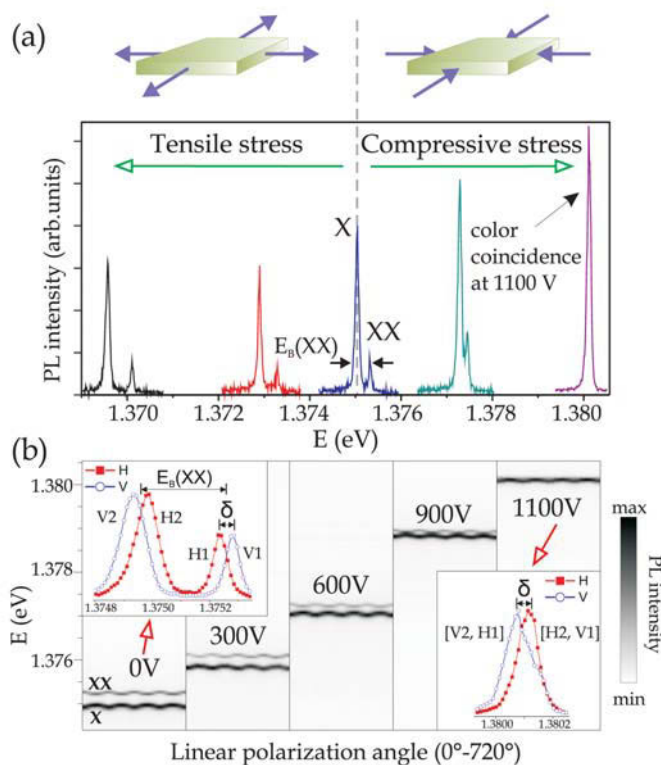 (a)
Tensile stress
Compressive stress
PL intensity (arb.units)
X
XX
E_B(XX)
color
coincidence
at 1100 V
1.370 1.372 1.374 1.376 1.378 1.380
E (eV)
(b)
H
V
E_B(XX)
δ
V2 H2 H1 V1
1.3748 1.3750 1.3752
0V
XX
X
300V
600V
900V
1100V
δ
H
V
[V2, H1] [H2, V1]
1.3800 1.3802
1.380
1.378
1.376
E (eV)
Linear polarization angle (0°-720°)
max
PL intensity
min